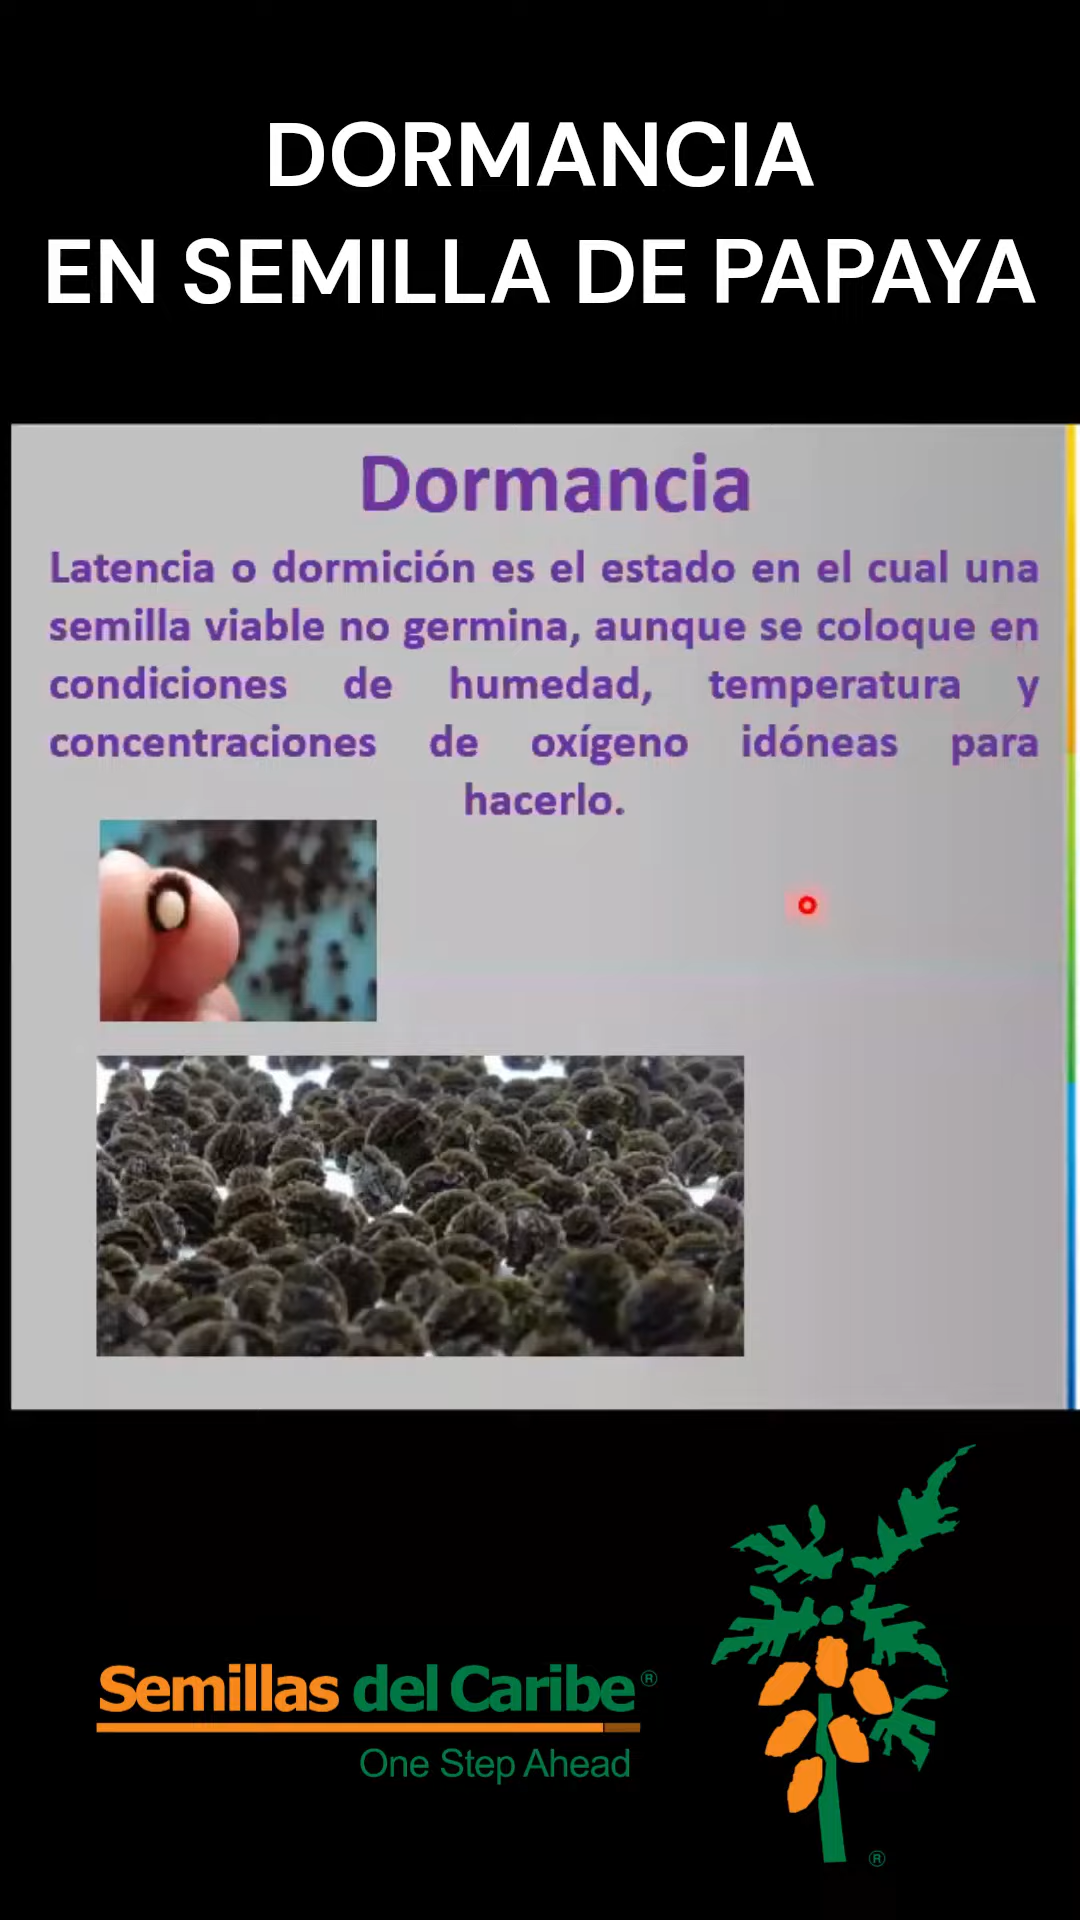 DORMANCIA
EN SEMILLA DE PAPAYA
Dormancia
Latencia o dormición es el estado en el cual una
semilla viable no germina, aunque se coloque en
condiciones de humedad, temperatura y
concentraciones de oxígeno idóneas para
hacerlo.
Semillas del Caribe®
One Step Ahead
®